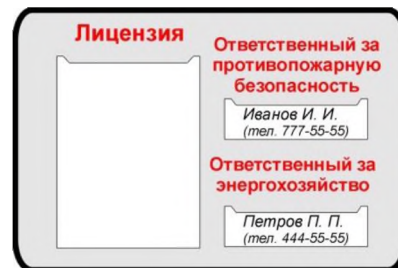 Лицензия
Ответственный за
противопожарную
безопасность
Иванов И. И.
(тел. 777-55-55)
Ответственный за
энергохозяйство
Петров П. П.
(тел. 444-55-55)